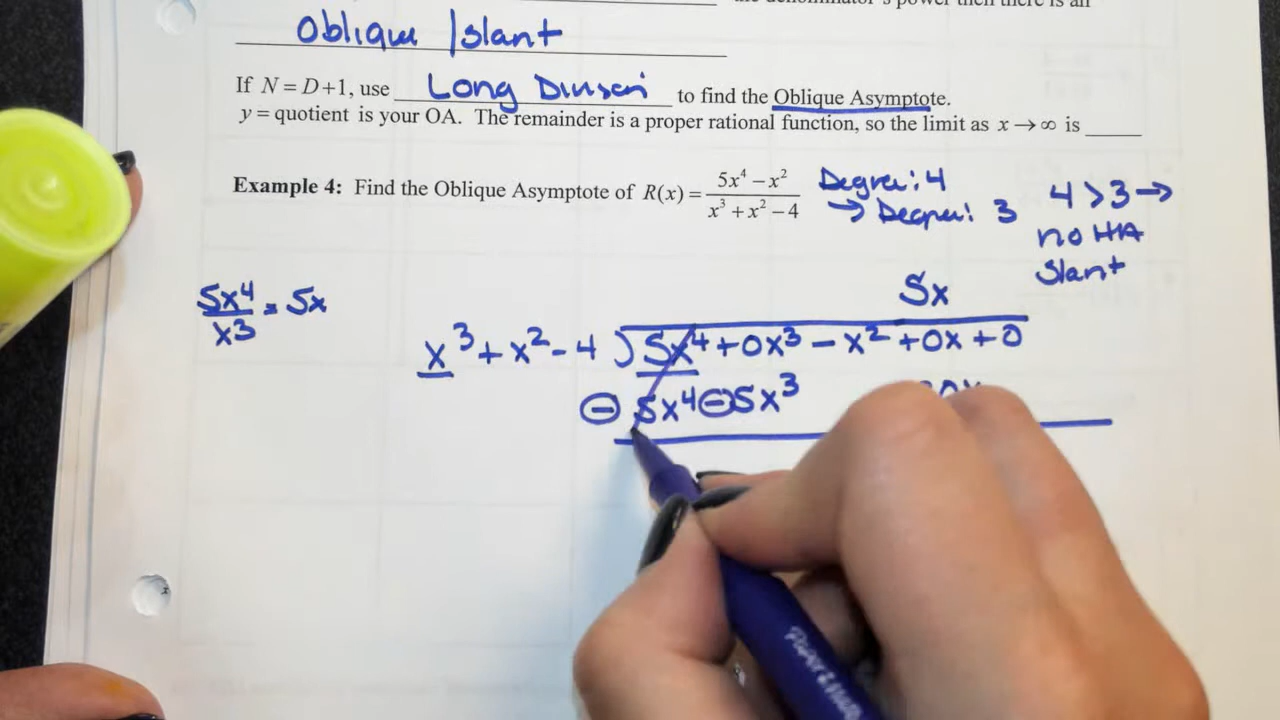 the denominator's power then there is an
Oblique / Slant
If N = D+1, use Long Division to find the Oblique Asymptote.
y = quotient is your OA. The remainder is a proper rational function, so the limit as x → ∞ is
Example 4: Find the Oblique Asymptote of R(x) = (5x⁴ − x²)/(x³ + x² − 4)
Degree: 4
→ Degree: 3
4 > 3 →
no HA
Slant
5x⁴/x³ = 5x
5x
x³ + x² - 4 ) 5x⁴ + 0x³ - x² + 0x + 0
⊖ 5x⁴ ⊖ 5x³
Paper Mate